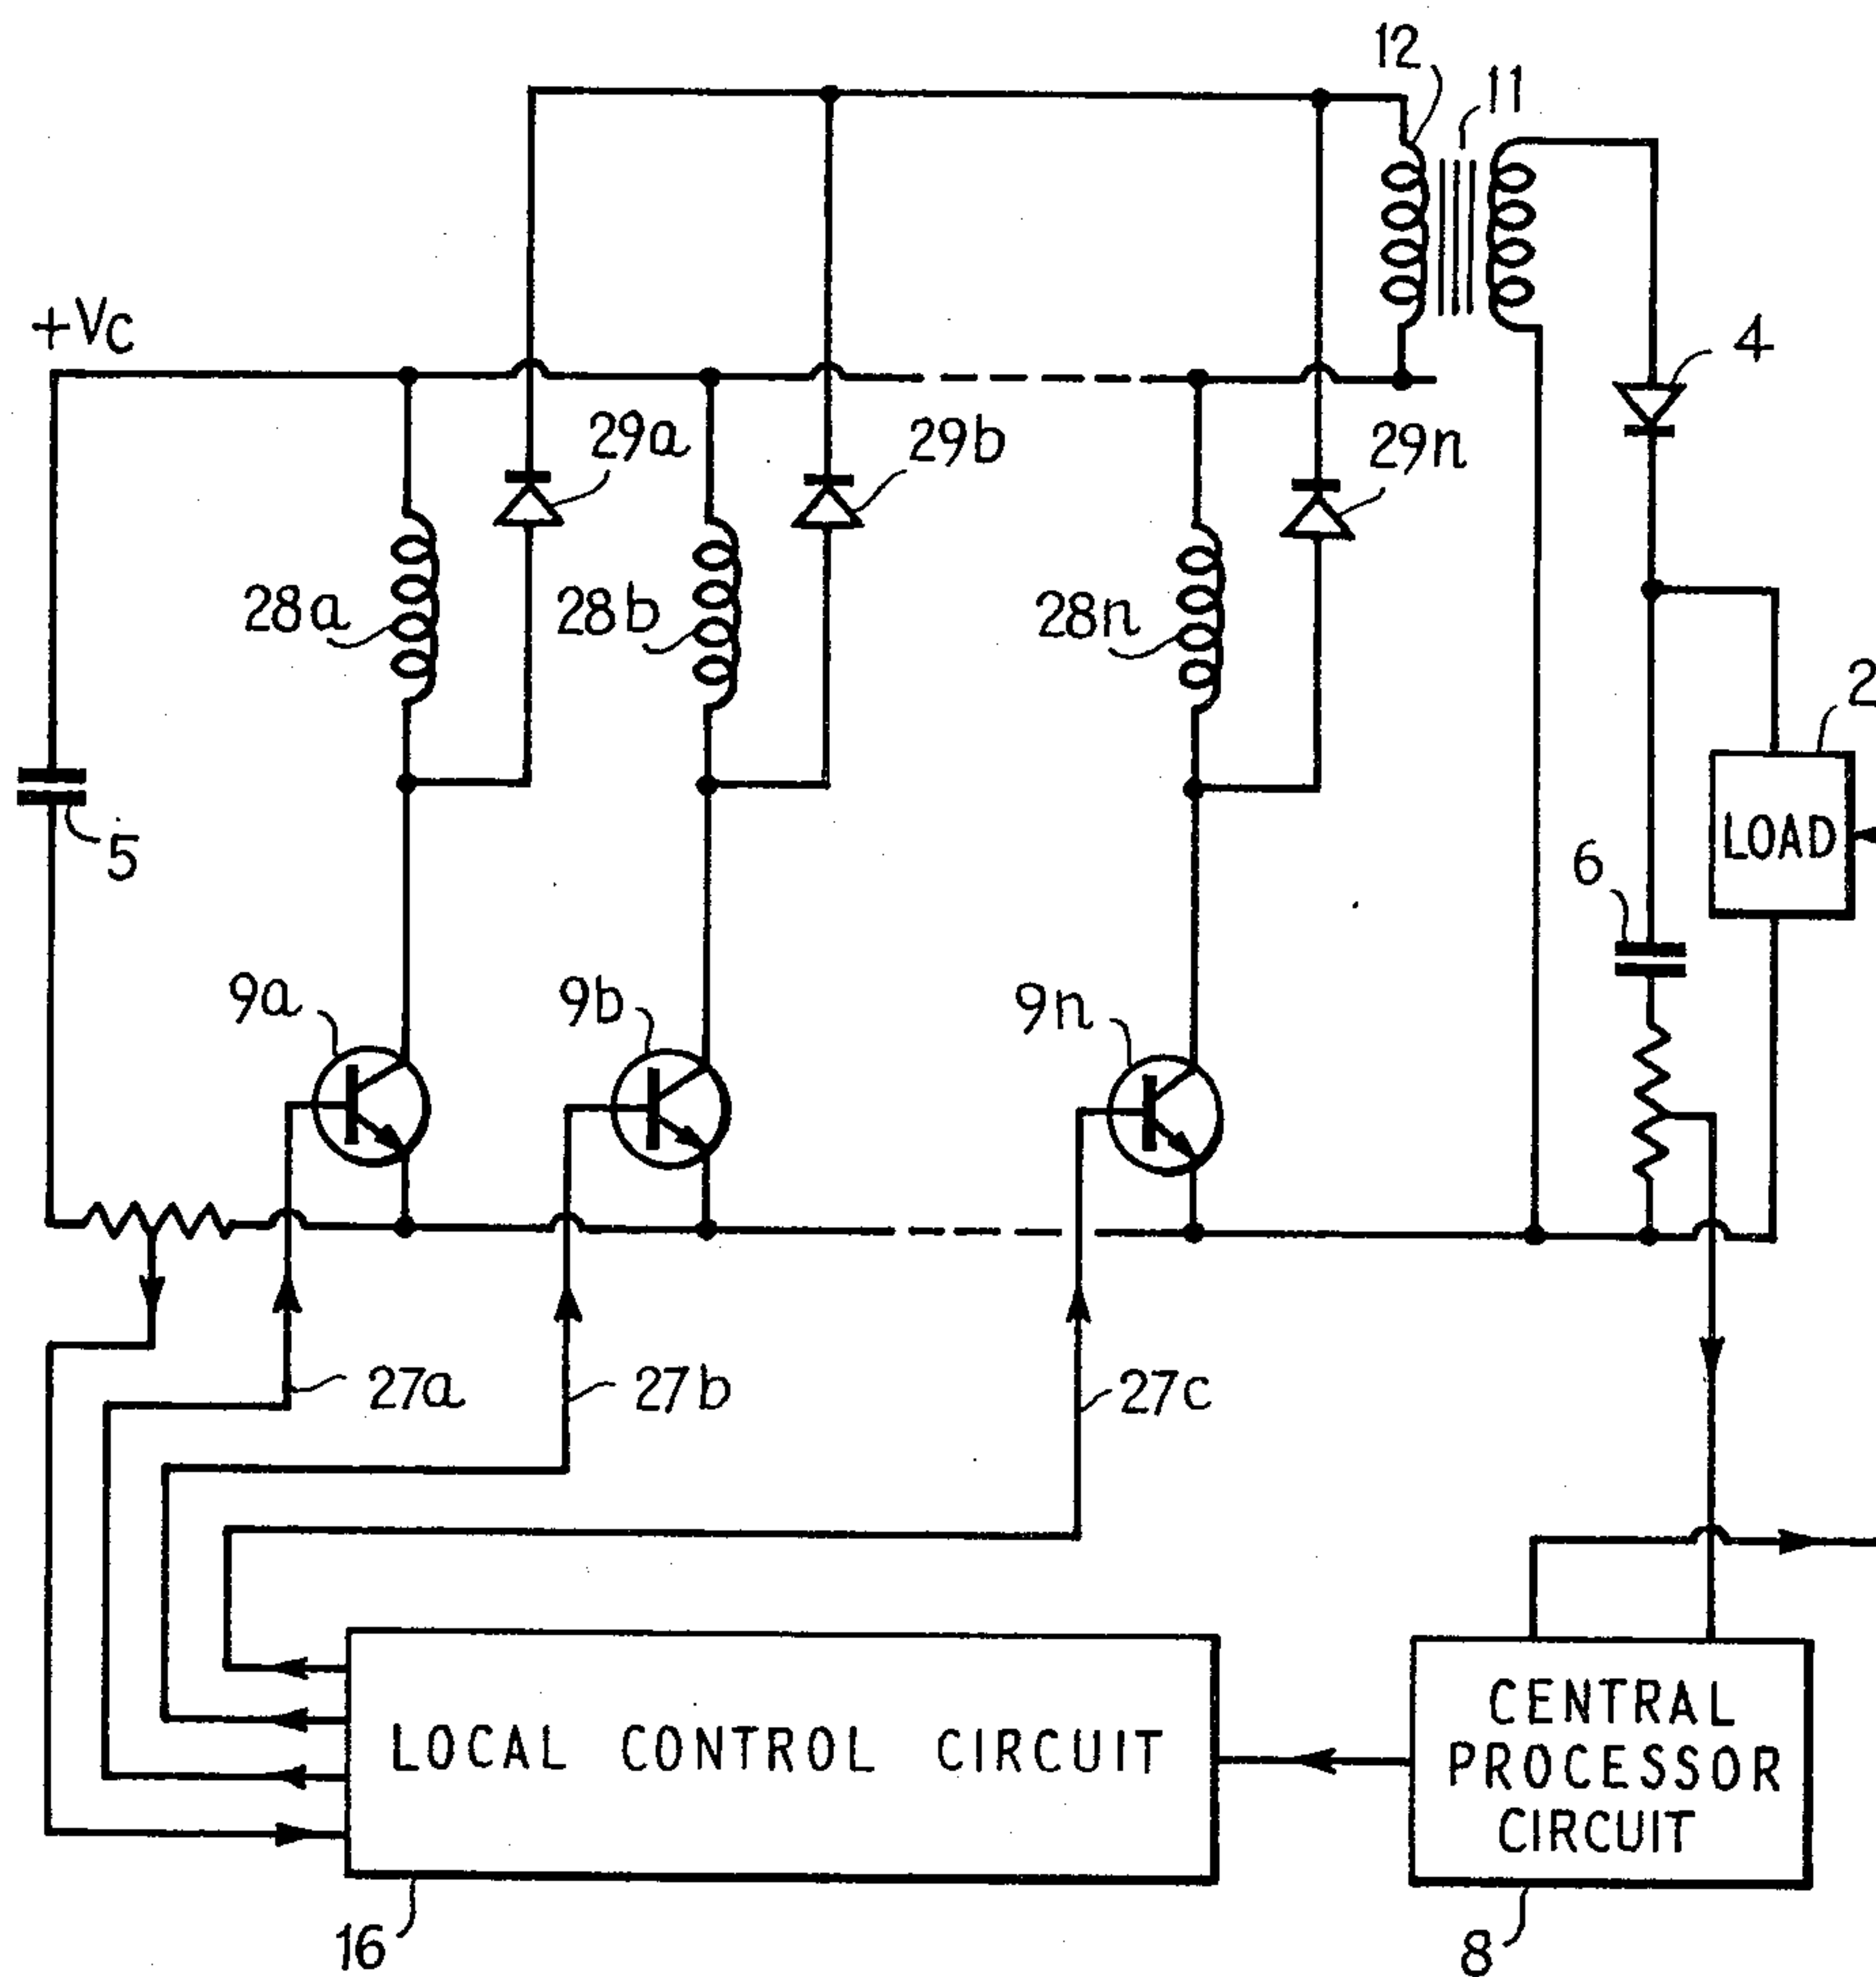 12
11
+VC
4
29a
29b
29n
28a
28b
28n
2
5
LOAD
6
9a
9b
9n
27a
27b
27c
LOCAL CONTROL CIRCUIT
CENTRAL
PROCESSOR
CIRCUIT
16
8